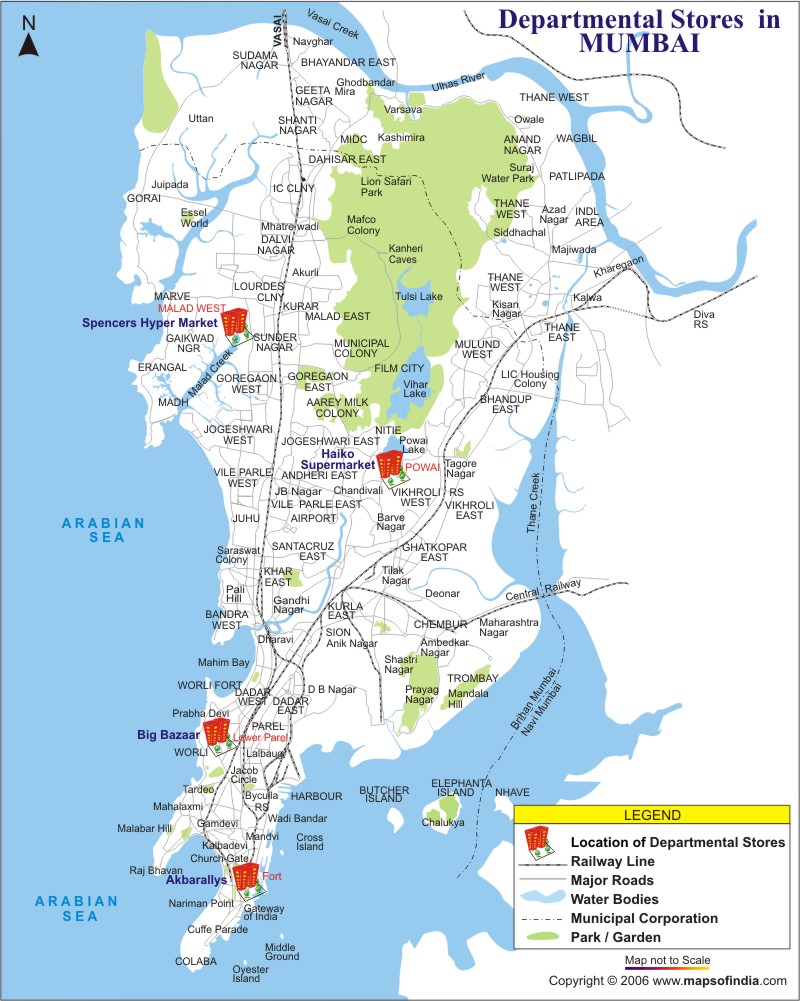 Departmental Stores in
MUMBAI
N
VASAI
Vasai Creek
Navghar
SUDAMA
NAGAR
BHAYANDAR EAST
Ghodbandar
GEETA
NAGAR
Mira
Ulhas River
THANE WEST
Varsava
Uttan
SHANTI
NAGAR
Owale
MIDC
Kashimira
ANAND
NAGAR
WAGBIL
DAHISAR EAST
Suraj
Water Park
PATLIPADA
Juipada
IC CLNY
Lion Safari
Park
GORAI
Essel
World
THANE
WEST
Azad
Nagar
INDL
AREA
Mhatre-wadi
Mafco
Colony
Siddhachal
DALVI
NAGAR
Kanheri
Caves
Majiwada
Akurli
Kharegaon
THANE
WEST
LOURDES
CLNY
MARVE
Tulsi Lake
Kalwa
MALAD WEST
KURAR
Kisan
Nagar
MALAD EAST
Spencers Hyper Market
Diva
RS
THANE
EAST
GAIKWAD
NGR
SUNDER
NAGAR
MUNICIPAL
COLONY
MULUND
WEST
ERANGAL
Malad Creek
FILM CITY
GOREGAON
WEST
GOREGAON
EAST
LIC Housing
Colony
Vihar
Lake
MADH
AAREY MILK
COLONY
BHANDUP
EAST
JOGESHWARI
WEST
NITIE
JOGESHWARI EAST
Powai
Lake
Haiko
Supermarket
POWAI
Tagore
Nagar
VILE PARLE
WEST
ANDHERI EAST
JB Nagar
Chandivali
VIKHROLI RS
WEST
VILE PARLE EAST
VIKHROLI
EAST
Thane Creek
JUHU
AIRPORT
Barve
Nagar
ARABIAN
SEA
Saraswat
Colony
SANTACRUZ
EAST
GHATKOPAR
EAST
KHAR
EAST
Tilak
Nagar
Pali
Hill
Gandhi
Nagar
Deonar
Central Railway
KURLA
EAST
BANDRA
WEST
CHEMBUR
Maharashtra
Nagar
Dharavi
SION
Anik Nagar
Ambedkar
Nagar
Mahim Bay
Shastri
Nagar
TROMBAY
WORLI FORT
DADAR
WEST
D B Nagar
Prayag
Nagar
Mandala
Hill
DADAR
EAST
Brihan Mumbai
Navi Mumbai
Prabha Devi
PAREL
Big Bazaar
Lower Parel
WORLI
Lalbaug
Jacob
Circle
Tardeo
Byculla
RS
HARBOUR
BUTCHER
ISLAND
ELEPHANTA
ISLAND
NHAVE
Mahalaxmi
Wadi Bandar
Chalukya
Malabar Hill
Gamdevi
Mandvi
Cross
Island
Kalbadevi
Church-Gate
Raj Bhavan
Akbarallys
Fort
ARABIAN
SEA
Nariman Point
Gateway
of India
Cuffe Parade
COLABA
Middle
Ground
Oyester
Island
LEGEND
Location of Departmental Stores
Railway Line
Major Roads
Water Bodies
Municipal Corporation
Park / Garden
Map not to Scale
Copyright © 2006 www.mapsofindia.com